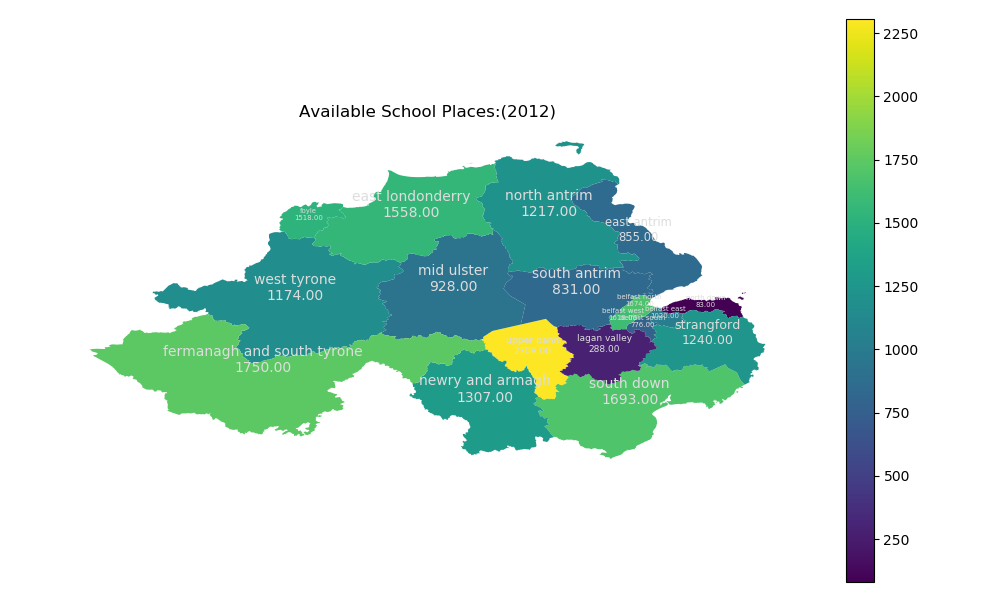 Available School Places:(2012)
east londonderry
1558.00
north antrim
1217.00
foyle
1518.00
east antrim
855.00
mid ulster
928.00
south antrim
831.00
west tyrone
1174.00
belfast north
1674.00
83.00
belfast east
belfast west
belfast south
776.00
strangford
1240.00
lagan valley
288.00
fermanagh and south tyrone
1750.00
newry and armagh
1307.00
south down
1693.00
2250
2000
1750
1500
1250
1000
750
500
250